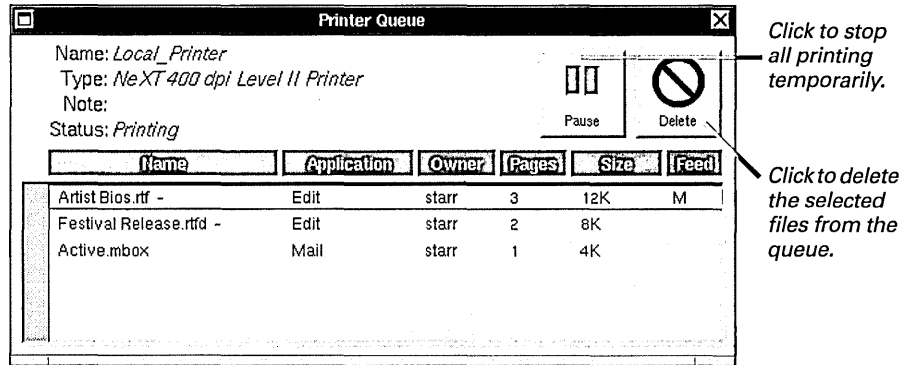 Printer Queue
Name: Local_Printer
Type: NeXT 400 dpi Level II Printer
Note:
Status: Printing
Pause
Delete
Click to stop
all printing
temporarily.
Click to delete
the selected
files from the
queue.
Name Application Owner Pages Size Feed
Artist Bios.rtf - Edit starr 3 12K M
Festival Release.rtfd - Edit starr 2 8K
Active.mbox Mail starr 1 4K